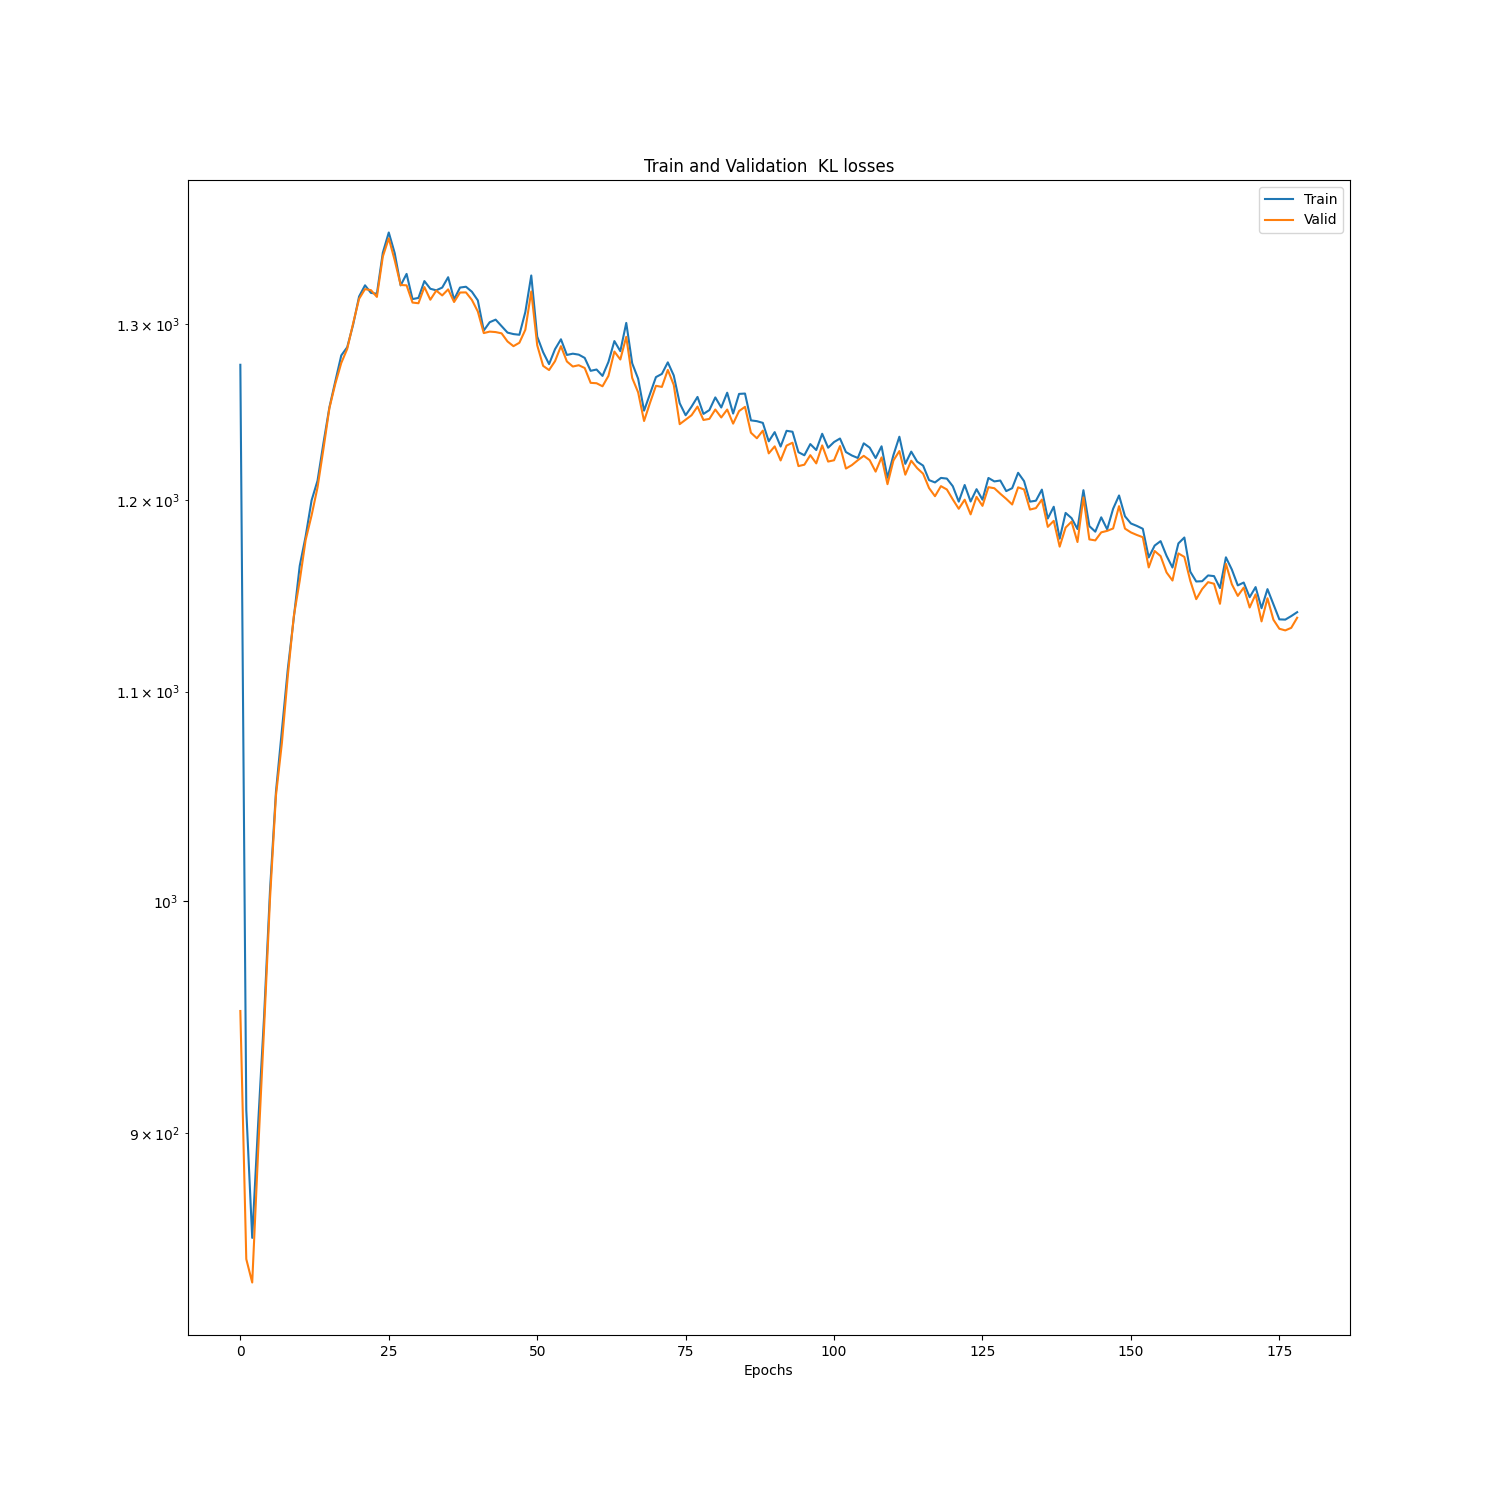 Train and Validation  KL losses
Train
Valid
1.3 × 10³
1.2 × 10³
1.1 × 10³
10³
9 × 10²
0 25 50 75 100 125 150 175
Epochs